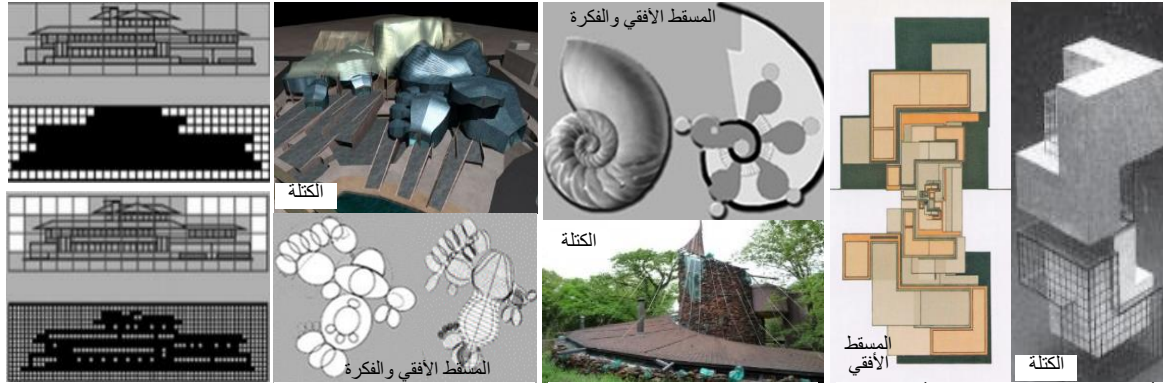 المسقط الأفقي والفكرة
الكتلة
الكتلة
المسقط الأفقي والفكرة
المسقط
الأفقي
الكتلة